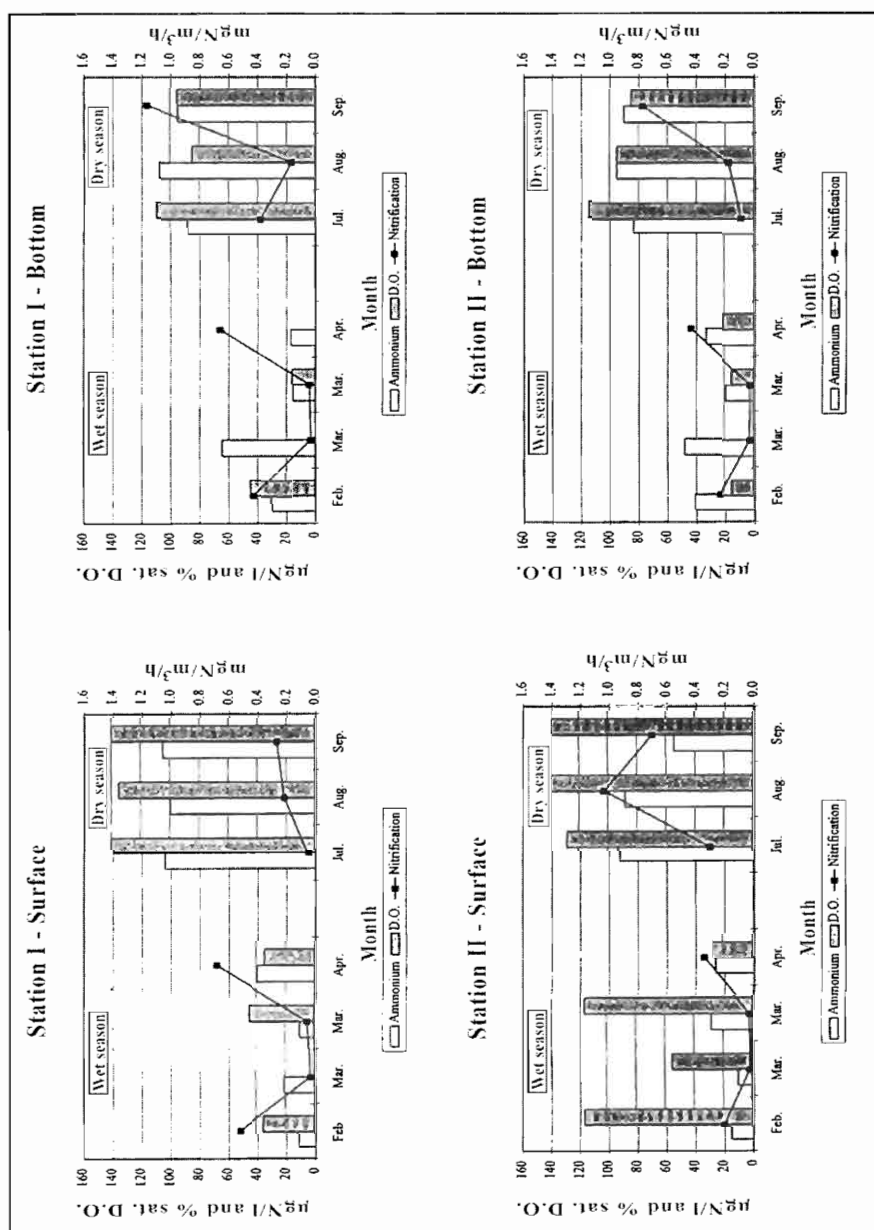 Station I - Surface
Wet season
Dry season
µgN/l and % sat. D.O.
160
140
120
100
80
60
40
20
0
mgN/m³/h
1.6
1.4
1.2
1.0
0.8
0.6
0.4
0.2
0.0
Feb Mar. Mar. Apr. Jul. Aug. Sep.
Month
Ammonium D.O. Nitrification
Station I - Bottom
Wet season
Dry season
µgN/l and % sat. D.O.
160
140
120
100
80
60
40
20
0
mgN/m³/h
1.6
1.4
1.2
1.0
0.8
0.6
0.4
0.2
0.0
Feb. Mar. Mar. Apr. Jul. Aug. Sep.
Month
Ammonium D.O. Nitrification
Station II - Surface
Wet season
Dry season
µgN/l and % sat. D.O.
160
140
120
100
80
60
40
20
0
mgN/m³/h
1.6
1.4
1.2
1.0
0.8
0.6
0.4
0.2
0.0
Feb. Mar. Mar. Apr. Jul. Aug. Sep.
Month
Ammonium D.O. Nitrification
Station II - Bottom
Wet season
Dry season
µgN/l and % sat. D.O.
160
140
120
100
80
60
40
20
0
mgN/m³/h
1.6
1.4
1.2
1.0
0.8
0.6
0.4
0.2
0.0
Feb. Mar. Mar. Apr. Jul. Aug. Sep.
Month
Ammonium D.O. Nitrification